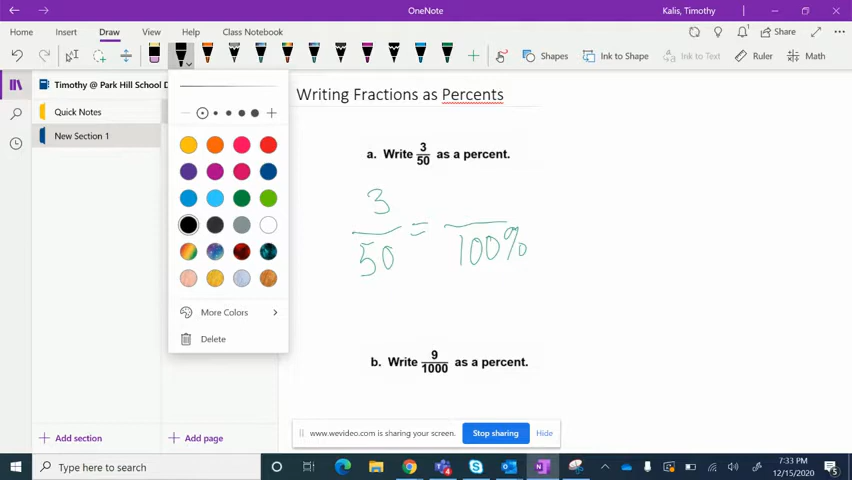 OneNote
Kalis, Timothy
Home Insert Draw View Help Class Notebook
Share
Shapes Ink to Shape Ink to Text Ruler Math
Timothy @ Park Hill School D
Quick Notes
New Section 1
More Colors
Delete
Writing Fractions as Percents
a. Write 3/50 as a percent.
3/50 = /100%
b. Write 9/1000 as a percent.
www.wevideo.com is sharing your screen. Stop sharing Hide
Add section Add page
Type here to search
7:33 PM
12/15/2020
5